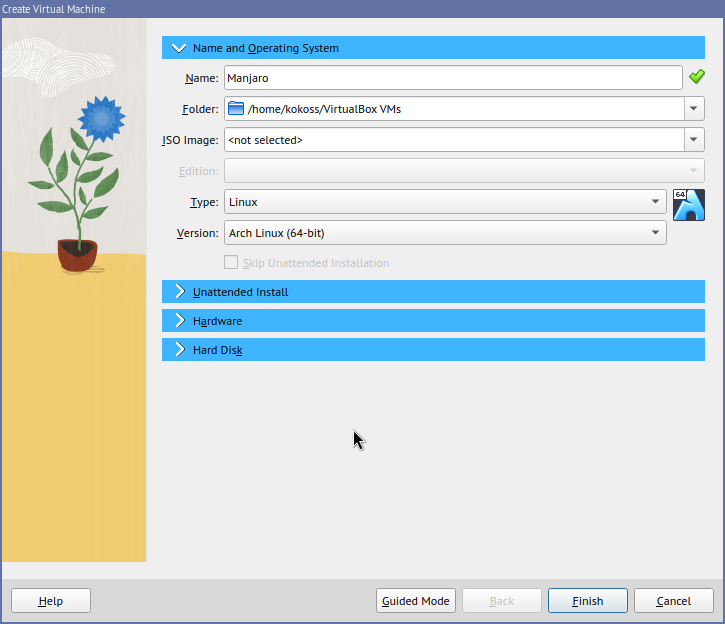 Create Virtual Machine
Name and Operating System
Name: Manjaro
Folder: /home/kokoss/VirtualBox VMs
ISO Image: <not selected>
Edition:
Type: Linux
64
Version: Arch Linux (64-bit)
Skip Unattended Installation
Unattended Install
Hardware
Hard Disk
Help Guided Mode Back Finish Cancel